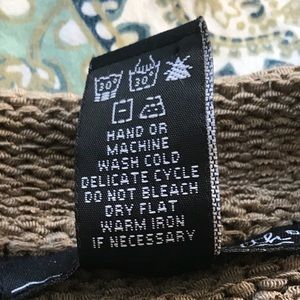 30° 30°
HAND OR
MACHINE
WASH COLD
DELICATE CYCLE
DO NOT BLEACH
DRY FLAT
WARM IRON
IF NECESSARY